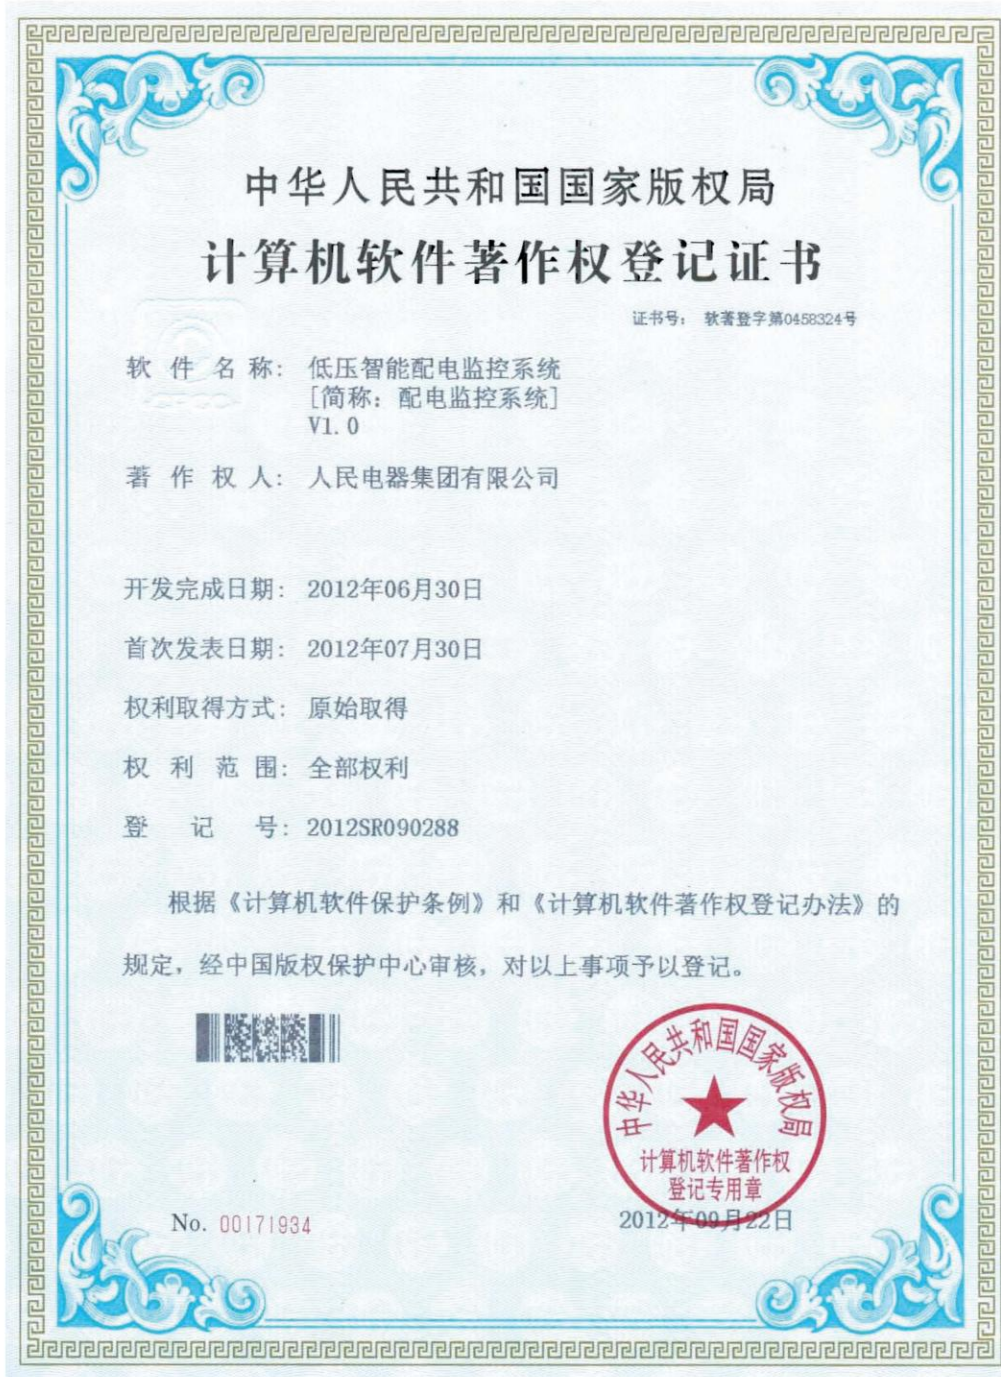 中华人民共和国国家版权局
计算机软件著作权登记证书
证书号： 软著登字第0458324号
软件名称： 低压智能配电监控系统
[简称：配电监控系统]
V1.0
著作权人： 人民电器集团有限公司
开发完成日期： 2012年06月30日
首次发表日期： 2012年07月30日
权利取得方式： 原始取得
权利范围： 全部权利
登记号： 2012SR090288
根据《计算机软件保护条例》和《计算机软件著作权登记办法》的
规定，经中国版权保护中心审核，对以上事项予以登记。
中华人民共和国国家版权局
计算机软件著作权
登记专用章
No. 00171934
2012年09月22日